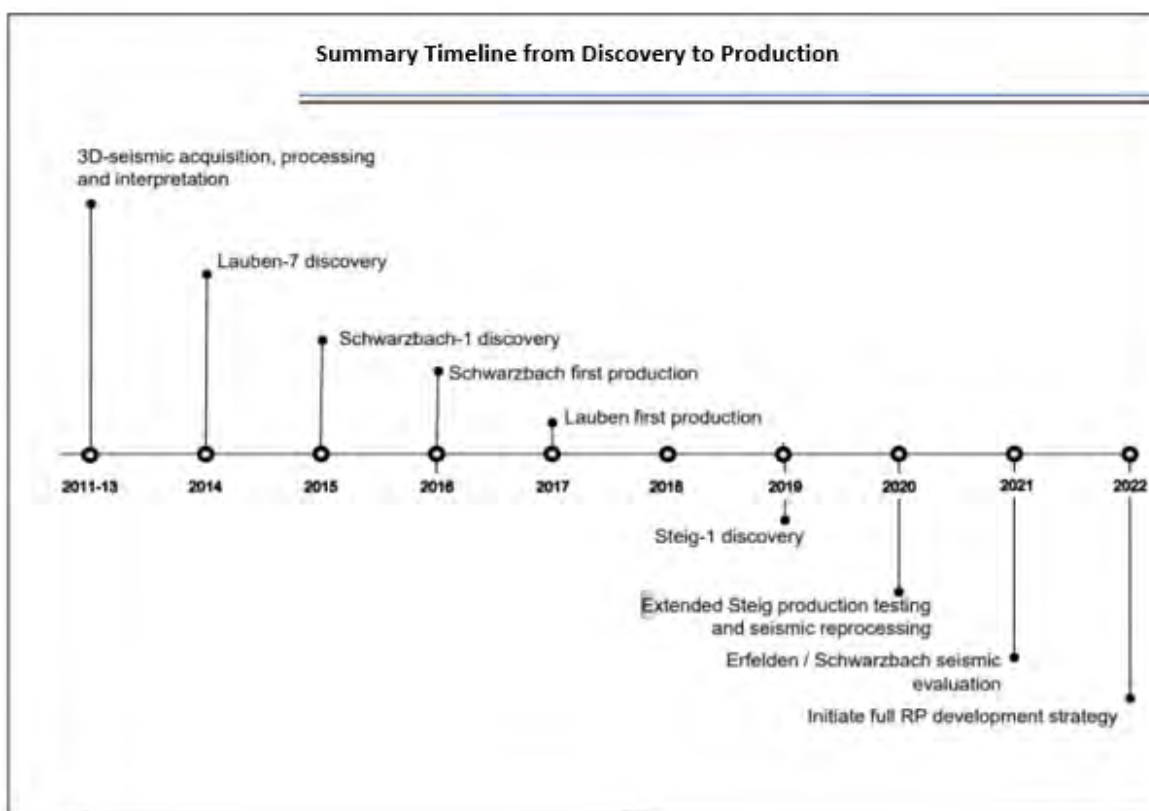 Summary Timeline from Discovery to Production
3D-seismic acquisition, processing
and interpretation
Lauben-7 discovery
Schwarzbach-1 discovery
Schwarzbach first production
Lauben first production
2011-13
2014
2015
2016
2017
2018
2019
2020
2021
2022
Steig-1 discovery
Extended Steig production testing
and seismic reprocessing
Erfelden / Schwarzbach seismic
evaluation
Initiate full RP development strategy